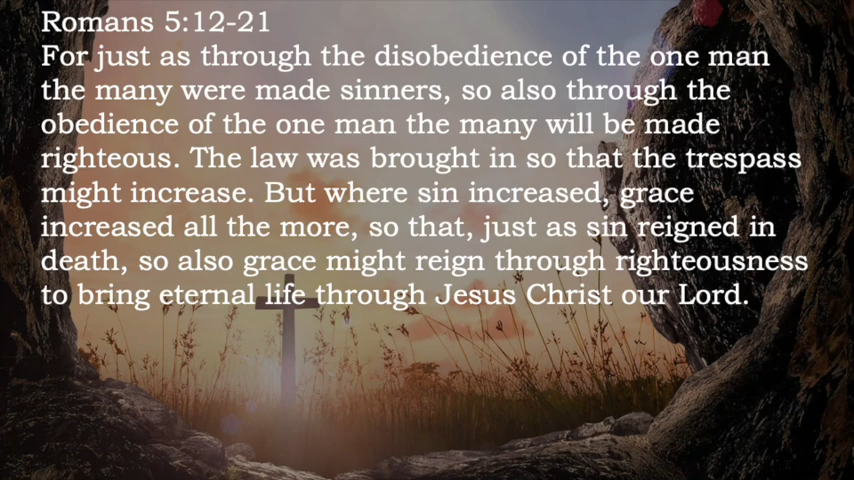 Romans 5:12-21
For just as through the disobedience of the one man
the many were made sinners, so also through the
obedience of the one man the many will be made
righteous. The law was brought in so that the trespass
might increase. But where sin increased, grace
increased all the more, so that, just as sin reigned in
death, so also grace might reign through righteousness
to bring eternal life through Jesus Christ our Lord.